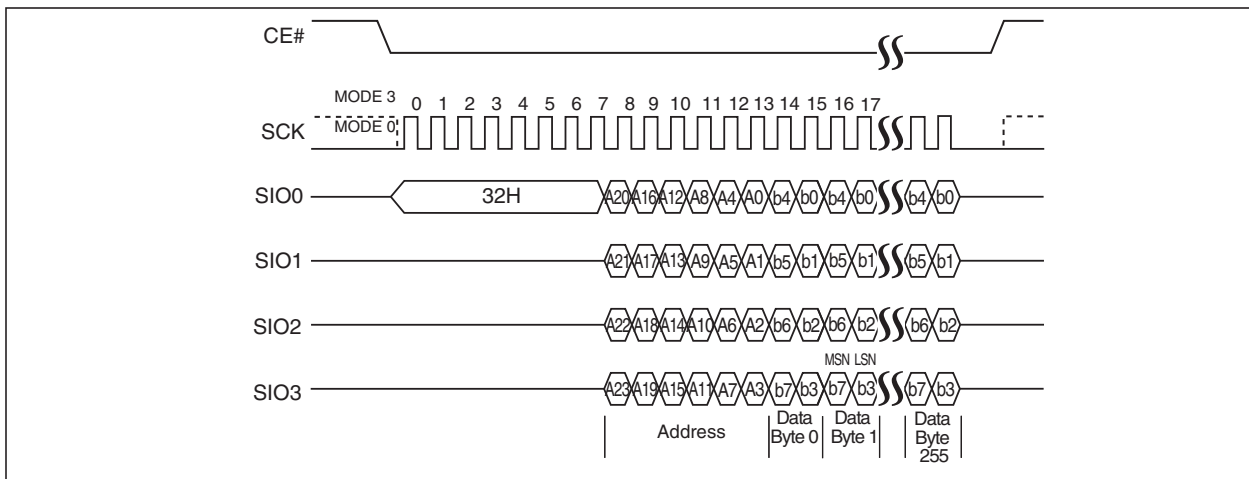 CE#
MODE 3
0 1 2 3 4 5 6 7 8 9 10 11 12 13 14 15 16 17
SCK
MODE 0
SIO0
32H
A20 A16 A12 A8 A4 A0 b4 b0 b4 b0 b4 b0
SIO1
A21 A17 A13 A9 A5 A1 b5 b1 b5 b1 b5 b1
SIO2
A22 A18 A14 A10 A6 A2 b6 b2 b6 b2 b6 b2
MSN LSN
SIO3
A23 A19 A15 A11 A7 A3 b7 b3 b7 b3 b7 b3
Address
Data
Byte 0
Data
Byte 1
Data
Byte
255